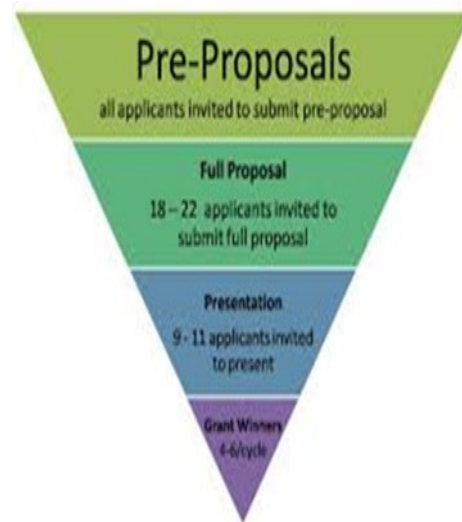 Pre-Proposals
all applicants invited to submit pre-proposal
Full Proposal
18 – 22 applicants invited to
submit full proposal
Presentation
9 - 11 applicants invited
to present
Grant Winners
4-6/cycle